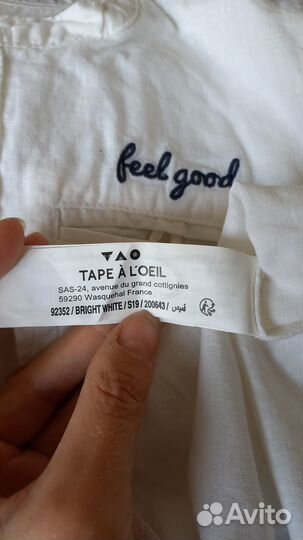 feel good
TAPE À L'OEIL
SAS-24, avenue du grand cottignies
59290 Wasquehal France
92352 / BRIGHT WHITE / S19 / 200643 / قميص
Avito